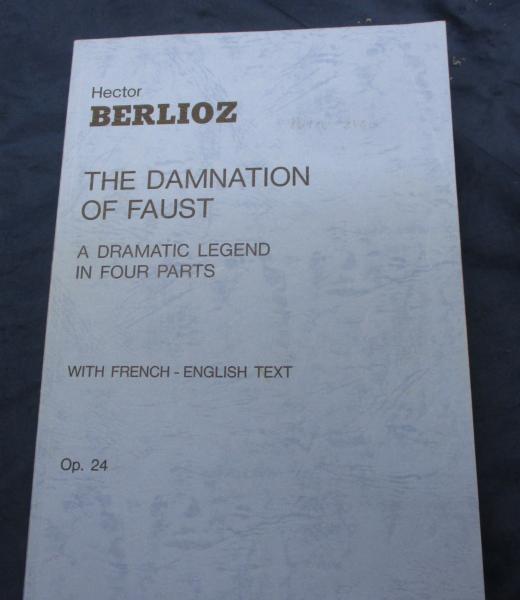 Hector
BERLIOZ
THE DAMNATION
OF FAUST
A DRAMATIC LEGEND
IN FOUR PARTS
WITH FRENCH - ENGLISH TEXT
Op. 24